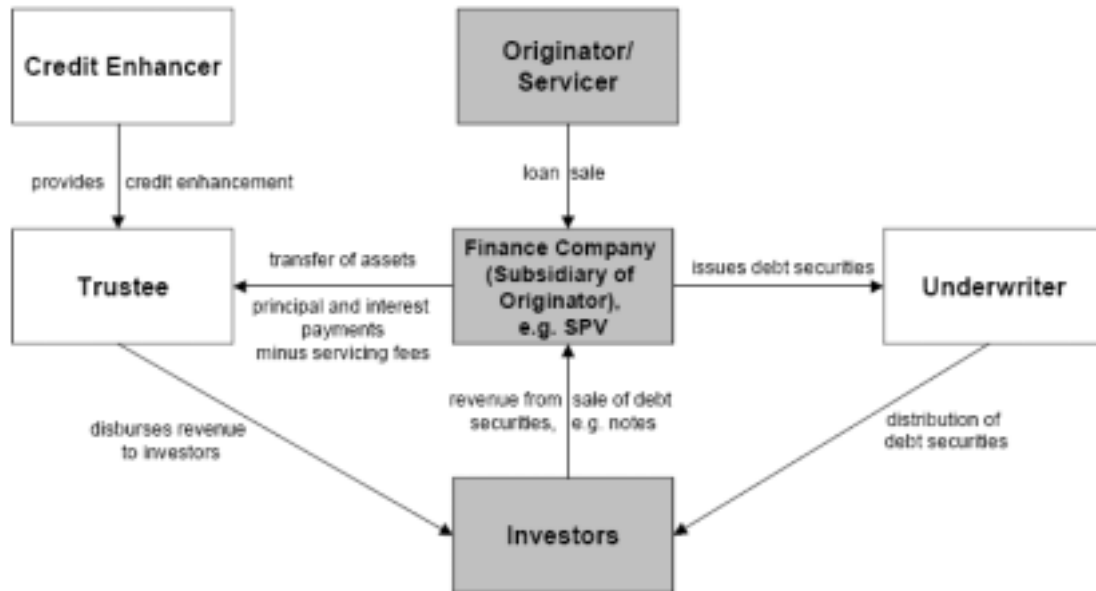 Credit Enhancer
Originator/
Servicer
provides credit enhancement
loan sale
Trustee
transfer of assets
principal and interest
payments
minus servicing fees
Finance Company
(Subsidiary of
Originator),
e.g. SPV
issues debt securities
Underwriter
disburses revenue
to investors
revenue from sale of debt
securities, e.g. notes
distribution of
debt securities
Investors